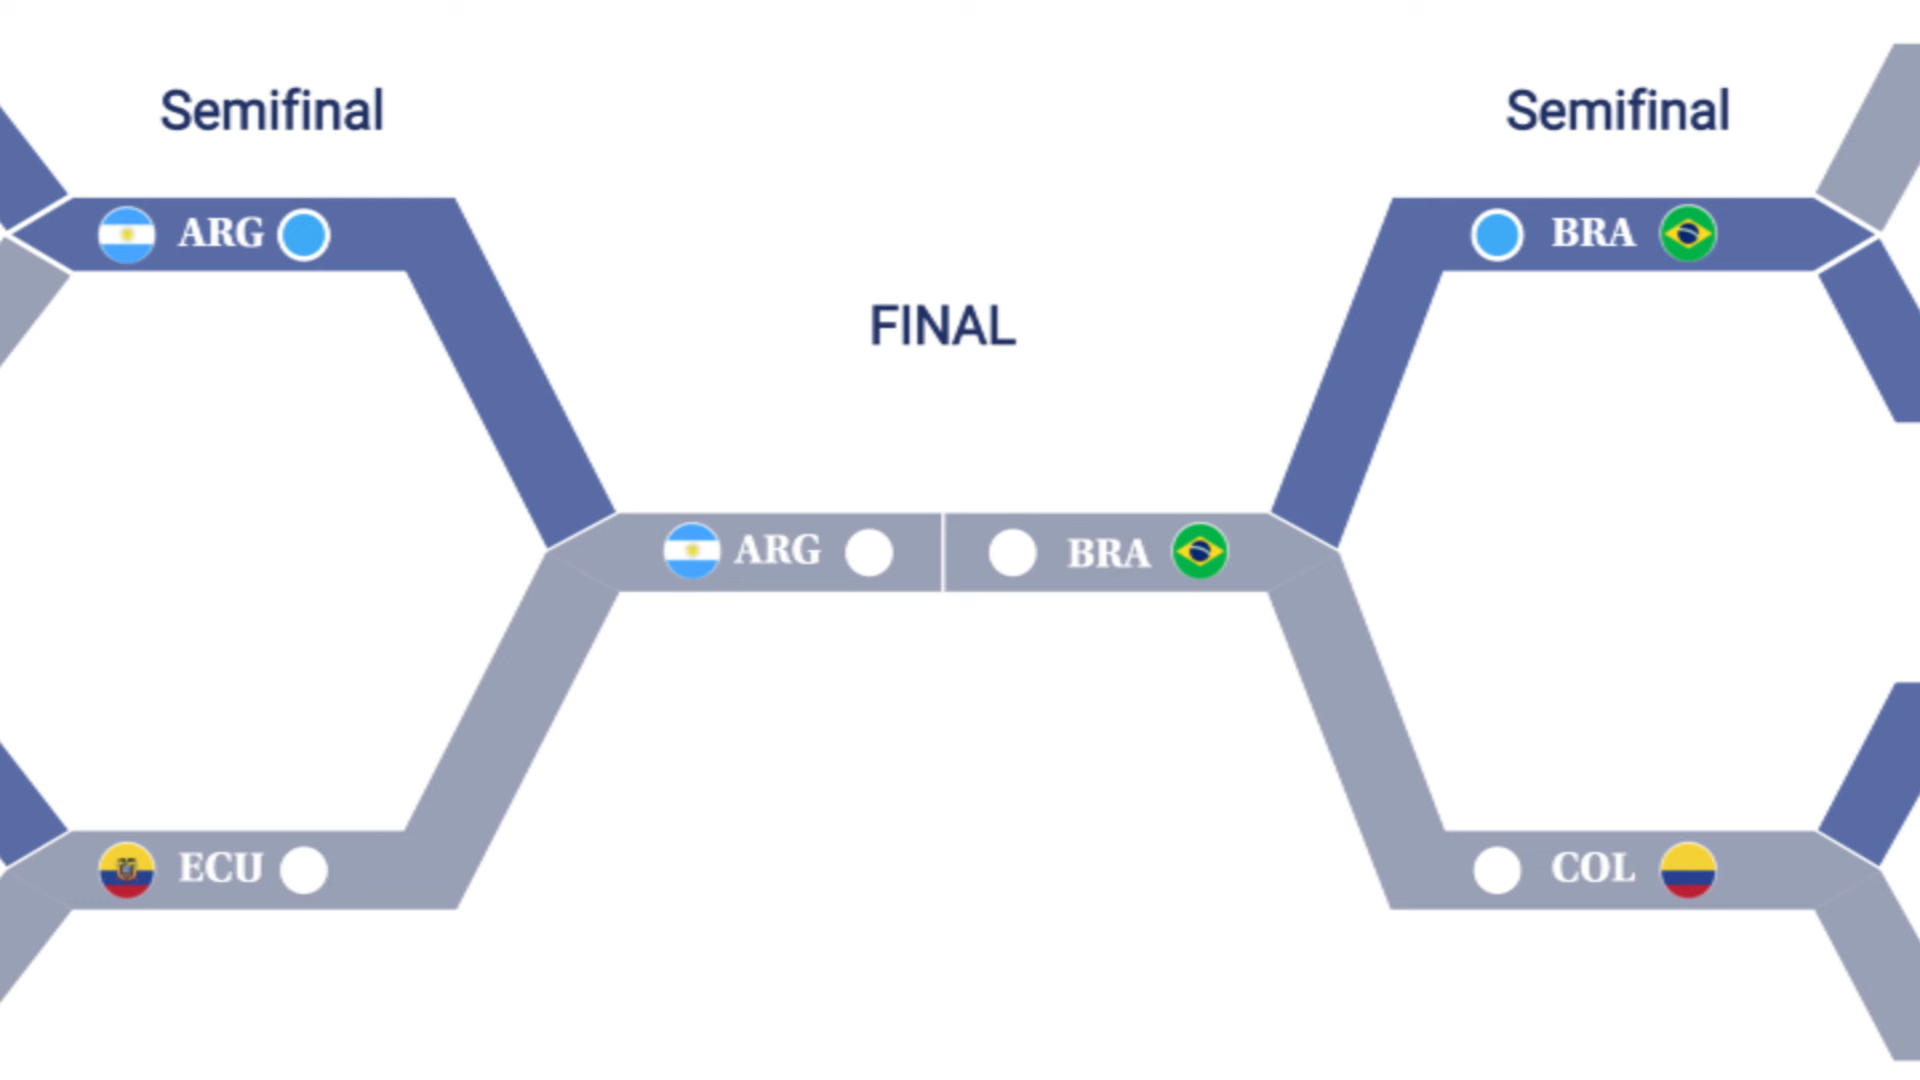 Semifinal
Semifinal
ARG
BRA
FINAL
ARG
BRA
ECU
COL